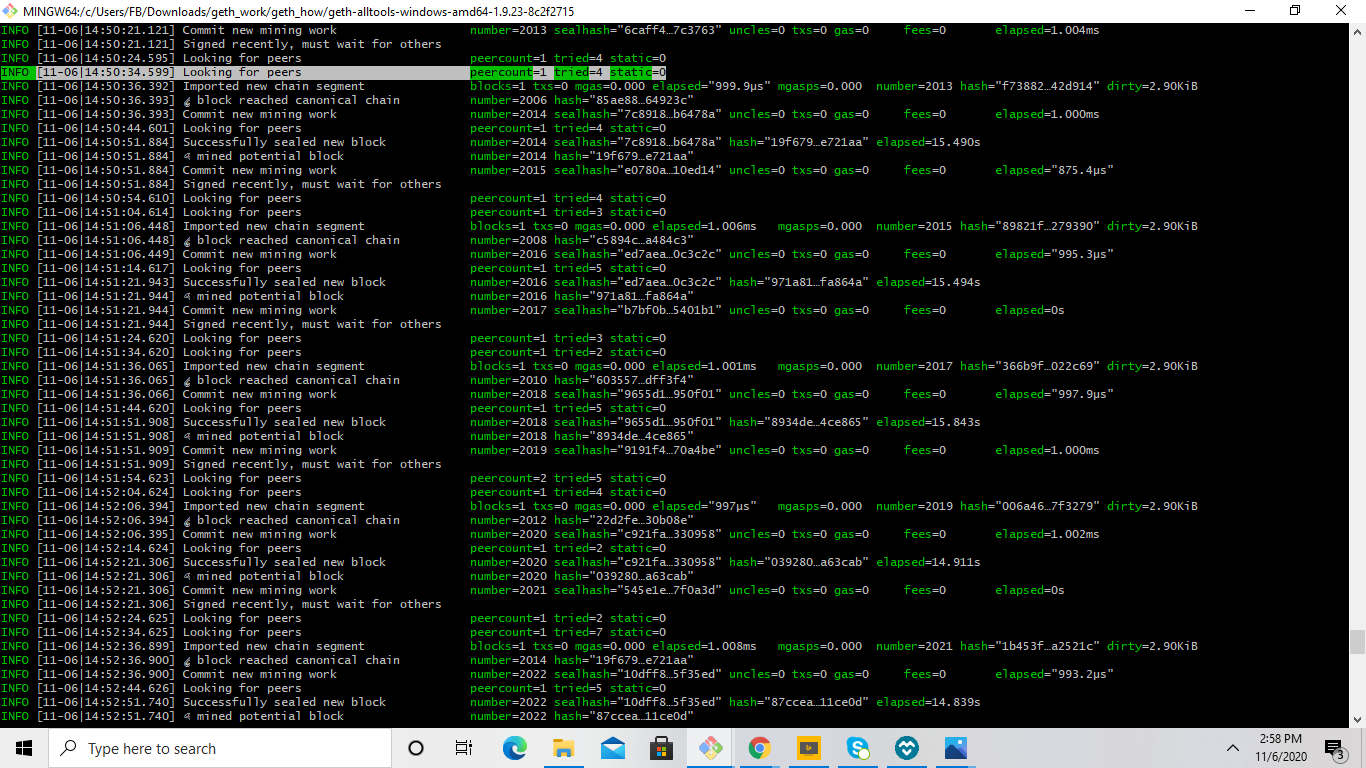 MINGW64:/c/Users/FB/Downloads/geth_work/geth_how/geth-alltools-windows-amd64-1.9.23-8c2f2715
INFO [11-06|14:50:21.121] Commit new mining work number=2013 sealhash="6caff4…7c3763" uncles=0 txs=0 gas=0 fees=0 elapsed=1.004ms
INFO [11-06|14:50:21.121] Signed recently, must wait for others
INFO [11-06|14:50:24.595] Looking for peers peercount=1 tried=4 static=0
INFO [11-06|14:50:34.599] Looking for peers peercount=1 tried=4 static=0
INFO [11-06|14:50:36.392] Imported new chain segment blocks=1 txs=0 mgas=0.000 elapsed="999.9µs" mgasps=0.000 number=2013 hash="f73882…42d914" dirty=2.90KiB
INFO [11-06|14:50:36.393] block reached canonical chain number=2006 hash="85ae88…64923c"
INFO [11-06|14:50:36.393] Commit new mining work number=2014 sealhash="7c8918…b6478a" uncles=0 txs=0 gas=0 fees=0 elapsed=1.000ms
INFO [11-06|14:50:44.601] Looking for peers peercount=1 tried=4 static=0
INFO [11-06|14:50:51.884] Successfully sealed new block number=2014 sealhash="7c8918…b6478a" hash="19f679…e721aa" elapsed=15.490s
INFO [11-06|14:50:51.884] mined potential block number=2014 hash="19f679…e721aa"
INFO [11-06|14:50:51.884] Commit new mining work number=2015 sealhash="e0780a…10ed14" uncles=0 txs=0 gas=0 fees=0 elapsed="875.4µs"
INFO [11-06|14:50:51.884] Signed recently, must wait for others
INFO [11-06|14:50:54.610] Looking for peers peercount=1 tried=4 static=0
INFO [11-06|14:51:04.614] Looking for peers peercount=1 tried=3 static=0
INFO [11-06|14:51:06.448] Imported new chain segment blocks=1 txs=0 mgas=0.000 elapsed=1.006ms mgasps=0.000 number=2015 hash="89821f…279390" dirty=2.90KiB
INFO [11-06|14:51:06.448] block reached canonical chain number=2008 hash="c5894c…a484c3"
INFO [11-06|14:51:06.449] Commit new mining work number=2016 sealhash="ed7aea…0c3c2c" uncles=0 txs=0 gas=0 fees=0 elapsed="995.3µs"
INFO [11-06|14:51:14.617] Looking for peers peercount=1 tried=5 static=0
INFO [11-06|14:51:21.943] Successfully sealed new block number=2016 sealhash="ed7aea…0c3c2c" hash="971a81…fa864a" elapsed=15.494s
INFO [11-06|14:51:21.944] mined potential block number=2016 hash="971a81…fa864a"
INFO [11-06|14:51:21.944] Commit new mining work number=2017 sealhash="b7bf0b…5401b1" uncles=0 txs=0 gas=0 fees=0 elapsed=0s
INFO [11-06|14:51:21.944] Signed recently, must wait for others
INFO [11-06|14:51:24.620] Looking for peers peercount=1 tried=3 static=0
INFO [11-06|14:51:34.620] Looking for peers peercount=1 tried=2 static=0
INFO [11-06|14:51:36.065] Imported new chain segment blocks=1 txs=0 mgas=0.000 elapsed=1.001ms mgasps=0.000 number=2017 hash="366b9f…022c69" dirty=2.90KiB
INFO [11-06|14:51:36.065] block reached canonical chain number=2010 hash="603557…dff3f4"
INFO [11-06|14:51:36.066] Commit new mining work number=2018 sealhash="9655d1…950f01" uncles=0 txs=0 gas=0 fees=0 elapsed="997.9µs"
INFO [11-06|14:51:44.620] Looking for peers peercount=1 tried=5 static=0
INFO [11-06|14:51:51.908] Successfully sealed new block number=2018 sealhash="9655d1…950f01" hash="8934de…4ce865" elapsed=15.843s
INFO [11-06|14:51:51.908] mined potential block number=2018 hash="8934de…4ce865"
INFO [11-06|14:51:51.909] Commit new mining work number=2019 sealhash="9191f4…70a4be" uncles=0 txs=0 gas=0 fees=0 elapsed=1.000ms
INFO [11-06|14:51:51.909] Signed recently, must wait for others
INFO [11-06|14:51:54.623] Looking for peers peercount=2 tried=5 static=0
INFO [11-06|14:52:04.624] Looking for peers peercount=1 tried=4 static=0
INFO [11-06|14:52:06.394] Imported new chain segment blocks=1 txs=0 mgas=0.000 elapsed="997µs" mgasps=0.000 number=2019 hash="006a46…7f3279" dirty=2.90KiB
INFO [11-06|14:52:06.394] block reached canonical chain number=2012 hash="22d2fe…30b08e"
INFO [11-06|14:52:06.395] Commit new mining work number=2020 sealhash="c921fa…330958" uncles=0 txs=0 gas=0 fees=0 elapsed=1.002ms
INFO [11-06|14:52:14.624] Looking for peers peercount=1 tried=2 static=0
INFO [11-06|14:52:21.306] Successfully sealed new block number=2020 sealhash="c921fa…330958" hash="039280…a63cab" elapsed=14.911s
INFO [11-06|14:52:21.306] mined potential block number=2020 hash="039280…a63cab"
INFO [11-06|14:52:21.306] Commit new mining work number=2021 sealhash="545e1e…7f0a3d" uncles=0 txs=0 gas=0 fees=0 elapsed=0s
INFO [11-06|14:52:21.306] Signed recently, must wait for others
INFO [11-06|14:52:24.625] Looking for peers peercount=1 tried=2 static=0
INFO [11-06|14:52:34.625] Looking for peers peercount=1 tried=7 static=0
INFO [11-06|14:52:36.899] Imported new chain segment blocks=1 txs=0 mgas=0.000 elapsed=1.008ms mgasps=0.000 number=2021 hash="1b453f…a2521c" dirty=2.90KiB
INFO [11-06|14:52:36.900] block reached canonical chain number=2014 hash="19f679…e721aa"
INFO [11-06|14:52:36.900] Commit new mining work number=2022 sealhash="10dff8…5f35ed" uncles=0 txs=0 gas=0 fees=0 elapsed="993.2µs"
INFO [11-06|14:52:44.626] Looking for peers peercount=1 tried=5 static=0
INFO [11-06|14:52:51.740] Successfully sealed new block number=2022 sealhash="10dff8…5f35ed" hash="87ccea…11ce0d" elapsed=14.839s
INFO [11-06|14:52:51.740] mined potential block number=2022 hash="87ccea…11ce0d"
Type here to search
2:58 PM
11/6/2020
3